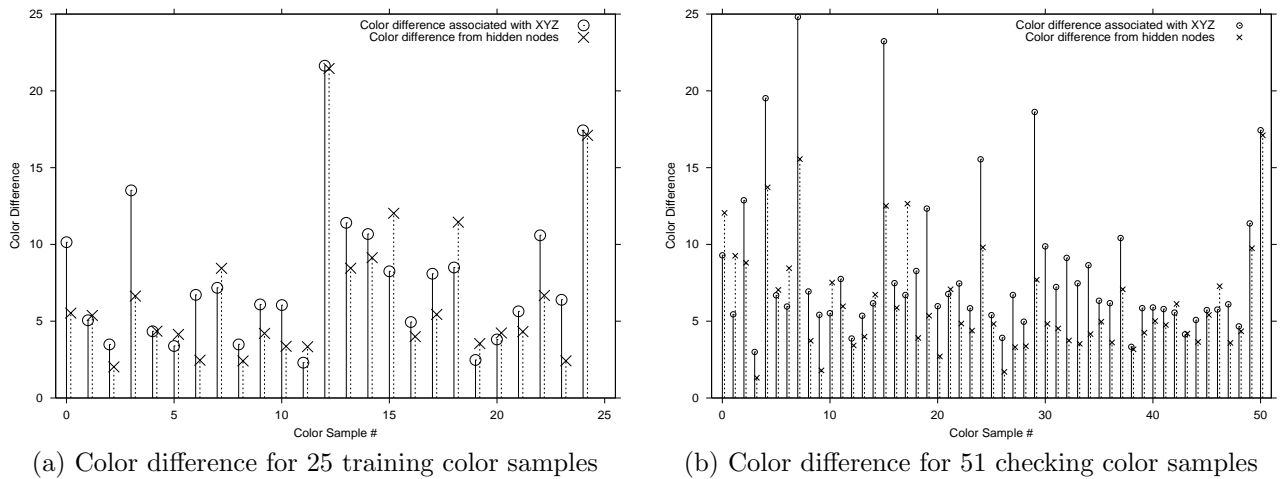 25
20
15
10
5
0
0
5
10
15
20
25
Color Difference
Color Sample #
Color difference associated with XYZ
Color difference from hidden nodes
(a) Color difference for 25 training color samples
25
20
15
10
5
0
0
10
20
30
40
50
Color Difference
Color Sample #
Color difference associated with XYZ
Color difference from hidden nodes
(b) Color difference for 51 checking color samples